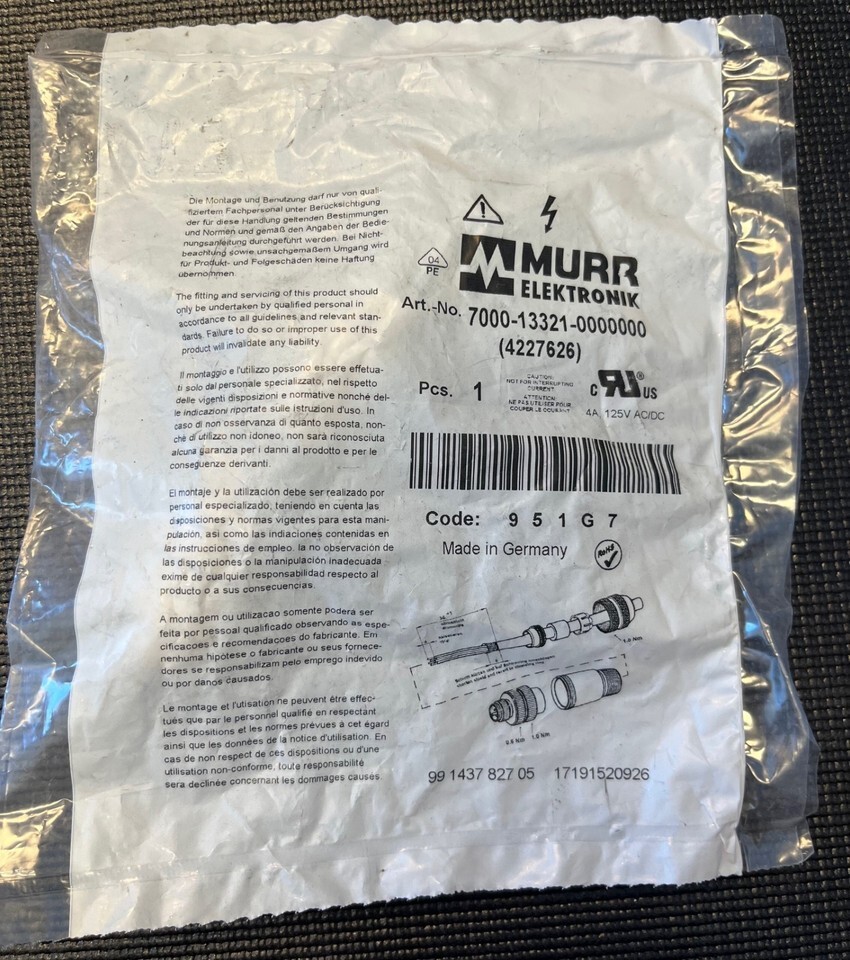 Die Montage und Benutzung darf nur von quali-
fiziertem Fachpersonal unter Berücksichtigung
der für diese Handlung geltenden Bestimmungen
und Normen und gemäß den Angaben der Bedie-
nungsanleitung durchgeführt werden. Bei Nicht-
beachtung sowie unsachgemäßem Umgang wird
für Produkt- und Folgeschäden keine Haftung
übernommen.
The fitting and servicing of this product should
only be undertaken by qualified personal in
accordance to all guidelines and relevant stan-
dards. Failure to do so or improper use of this
product will invalidate any liability.
Il montaggio e l'utilizzo possono essere effetua-
ti solo dal personale specializzato, nel rispetto
delle vigenti disposizioni e normative nonché del-
le indicazioni riportate sulle istruzioni d'uso. In
caso di non osservanza di quanto esposto, non-
ché di utilizzo non idoneo, non sarà riconosciuta
alcuna garanzia per i danni al prodotto e per le
conseguenze derivanti.
El montaje y la utilización debe ser realizado por
personal especializado, teniendo en cuenta las
disposiciones y normas vigentes para esta mani-
pulación, así como las indiaciones contenidas en
las instrucciones de empleo. la no observación de
las disposiciones o la manipulación inadecuada
exime de cualquier responsabilidad respecto al
producto o a sus consecuencias.
A montagem ou utilizacao somente podera ser
feita por pessoal qualificado observando as espe-
cificacoes e recomendacoes do fabricante. Em
nenhuma hipótese o fabricante ou seus fornece-
dores se responsabilizam pelo emprego indevido
ou por danos causados.
Le montage et l'utisation ne peuvent être effec-
tués que par le personnel qualifié en respectant
les dispositions et les normes prévues à cet égard
ainsi que les données de la notice d'utilisation. En
cas de non respect de ces dispositions ou d'une
utilisation non-conforme, toute responsabilité
sera declinée concernant les dommages causés.
04
PE
MURR
ELEKTRONIK
Art.-No. 7000-13321-0000000
(4227626)
Pcs. 1
CAUTION:
NOT FOR INTERRUPTING
CURRENT.
ATTENTION:
NE PAS UTILISER POUR
COUPER LE COURANT
c RU ® US
4A, 125V AC/DC
Code: 9 5 1 G 7
Made in Germany
RoHS
1,0 Nm
0,6 Nm 1,0 Nm
99 1437 827 05 17191520926